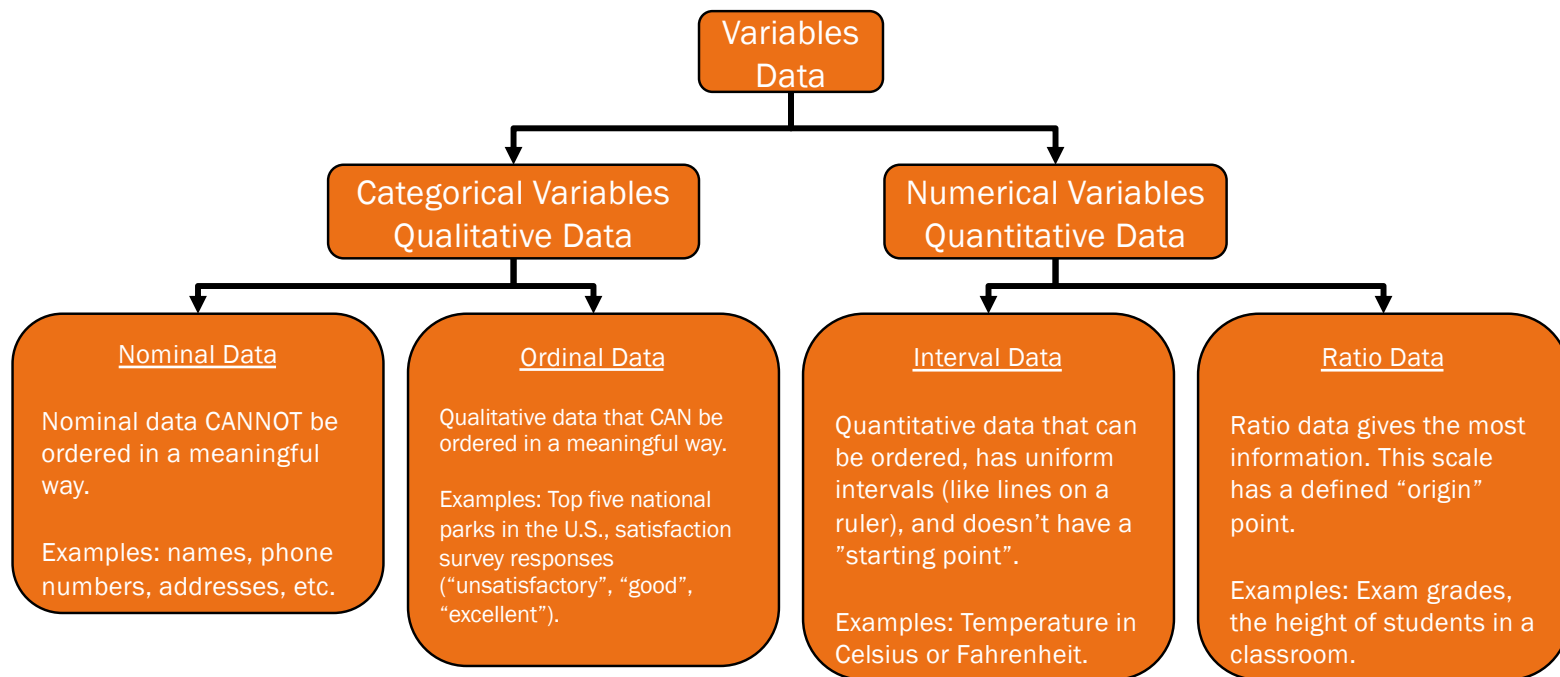 Variables
Data
Categorical Variables
Qualitative Data
Numerical Variables
Quantitative Data
Nominal Data
Nominal data CANNOT be
ordered in a meaningful
way.
Examples: names, phone
numbers, addresses, etc.
Ordinal Data
Qualitative data that CAN be
ordered in a meaningful way.
Examples: Top five national
parks in the U.S., satisfaction
survey responses
(“unsatisfactory”, “good”,
“excellent”).
Interval Data
Quantitative data that can
be ordered, has uniform
intervals (like lines on a
ruler), and doesn’t have a
”starting point”.
Examples: Temperature in
Celsius or Fahrenheit.
Ratio Data
Ratio data gives the most
information. This scale
has a defined “origin”
point.
Examples: Exam grades,
the height of students in a
classroom.